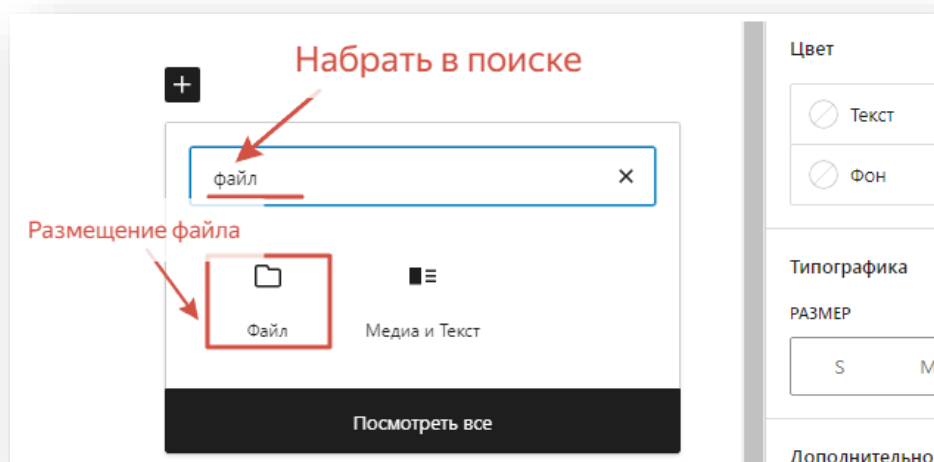 Набрать в поиске
файл
Размещение файла
Файл
Медиа и Текст
Посмотреть все
Цвет
Текст
Фон
Типографика
РАЗМЕР
S
M
Дополнительно